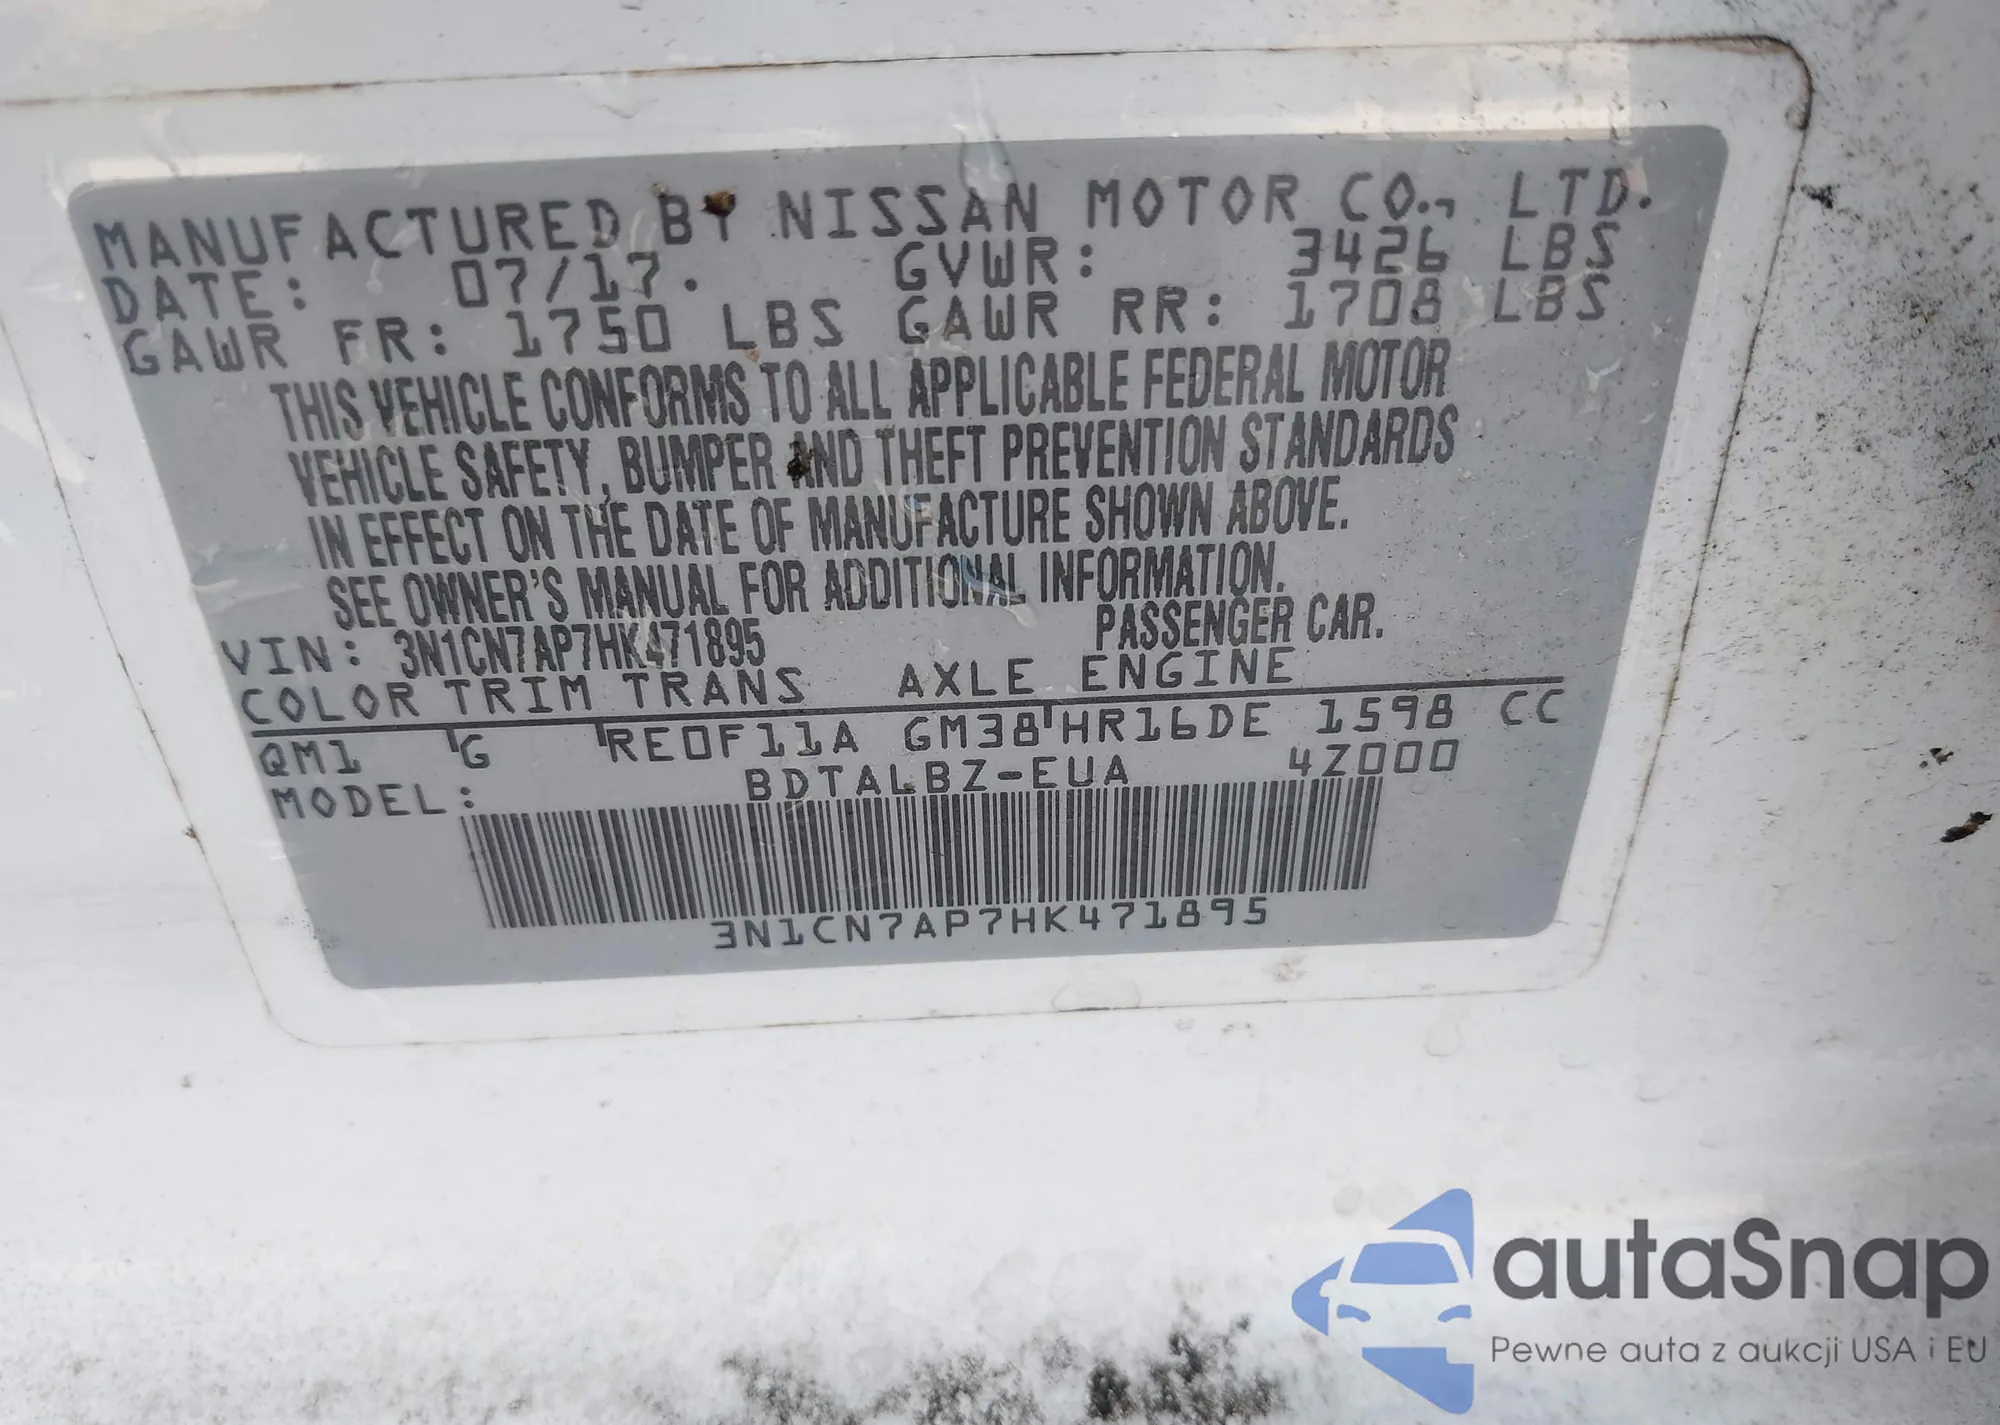 MANUFACTURED BY NISSAN MOTOR CO., LTD.
DATE: 07/17. GVWR: 3426 LBS
GAWR FR: 1750 LBS GAWR RR: 1708 LBS
THIS VEHICLE CONFORMS TO ALL APPLICABLE FEDERAL MOTOR
VEHICLE SAFETY, BUMPER AND THEFT PREVENTION STANDARDS
IN EFFECT ON THE DATE OF MANUFACTURE SHOWN ABOVE.
SEE OWNER'S MANUAL FOR ADDITIONAL INFORMATION.
VIN: 3N1CN7AP7HK471895 PASSENGER CAR.
COLOR TRIM TRANS AXLE ENGINE
QM1 G RE0F11A GM38 HR16DE 1598 CC
MODEL: BDTALBZ-EUA 4Z000
3N1CN7AP7HK471895
autaSnap
Pewne auta z aukcji USA i EU